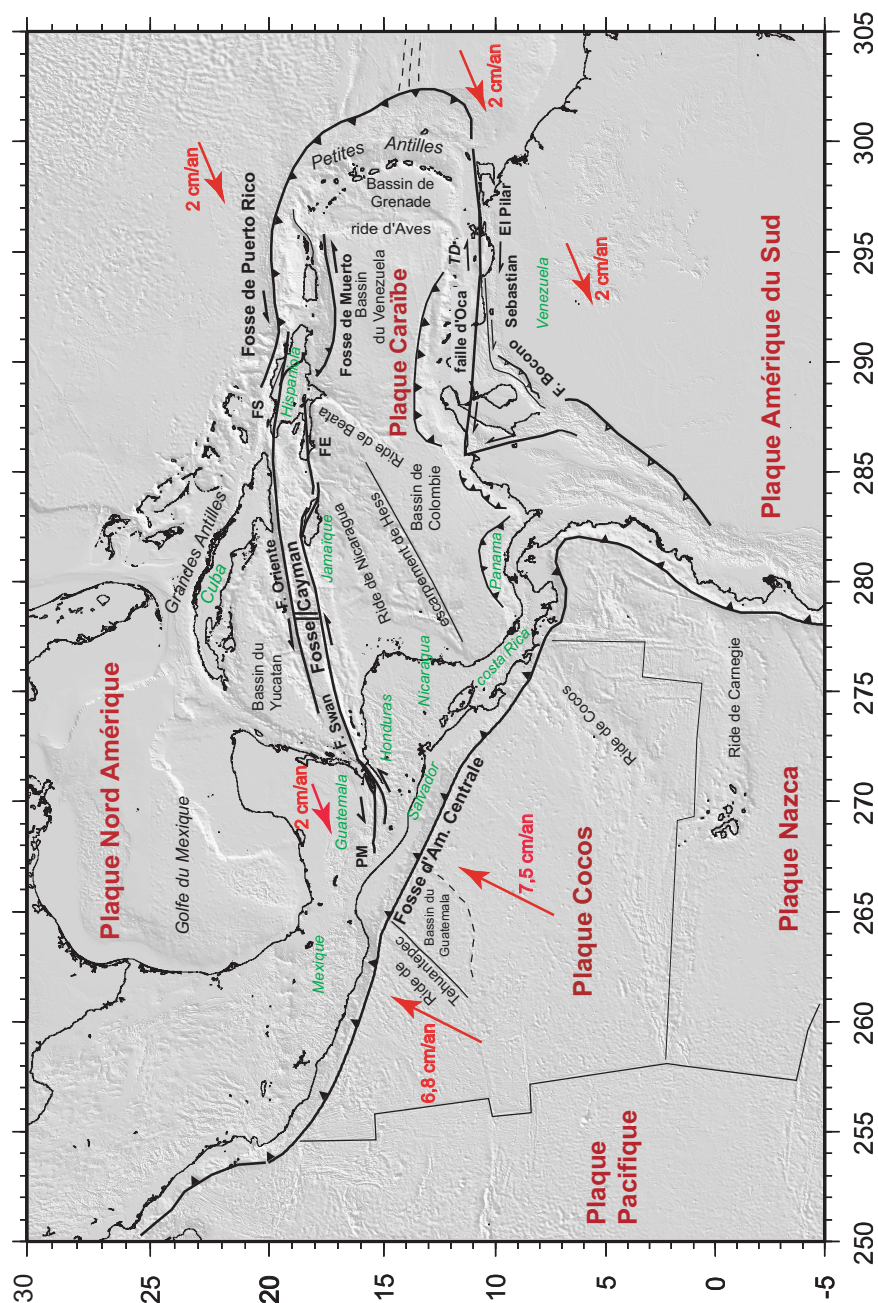 30
25
20
15
10
5
0
-5
250
255
260
265
270
275
280
285
290
295
300
305
Plaque Nord Amérique
Golfe du Mexique
Mexique
Grandes Antilles
Cuba
Bassin du
Yucatan
F. Oriente
Fosse Cayman
F. Swan
PM
2 cm/an
Guatemala
Honduras
Salvador
Nicaragua
costa Rica
Panama
Jamaïque
Ride de Nicaragua
escarpement de Hess
Bassin de
Colombie
Ride de Beata
FS
FE
Hispaniola
Fosse de Puerto Rico
2 cm/an
Fosse de Muerto
Bassin
du Venezuela
Plaque Caraïbe
ride d'Aves
Bassin de
Grenade
Petites Antilles
2 cm/an
TD
faille d'Oca
El Pilar
Sebastian
Venezuela
F. Bocono
2 cm/an
Plaque Amérique du Sud
Fosse d'Am. Centrale
Bassin du
Guatemala
Ride de
Tehuantepec
6,8 cm/an
7,5 cm/an
Plaque Cocos
Ride de Cocos
Ride de Carnegie
Plaque Nazca
Plaque
Pacifique